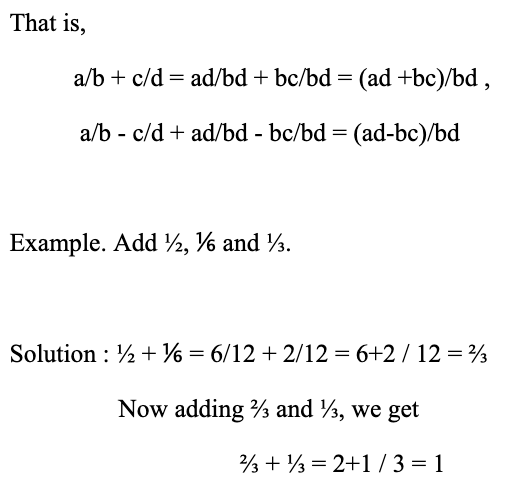 That is,
a/b + c/d = ad/bd + bc/bd = (ad +bc)/bd ,
a/b - c/d + ad/bd - bc/bd = (ad-bc)/bd
Example. Add ½, ⅙ and ⅓.
Solution : ½ + ⅙ = 6/12 + 2/12 = 6+2 / 12 = ⅔
Now adding ⅔ and ⅓, we get
⅔ + ⅓ = 2+1 / 3 = 1